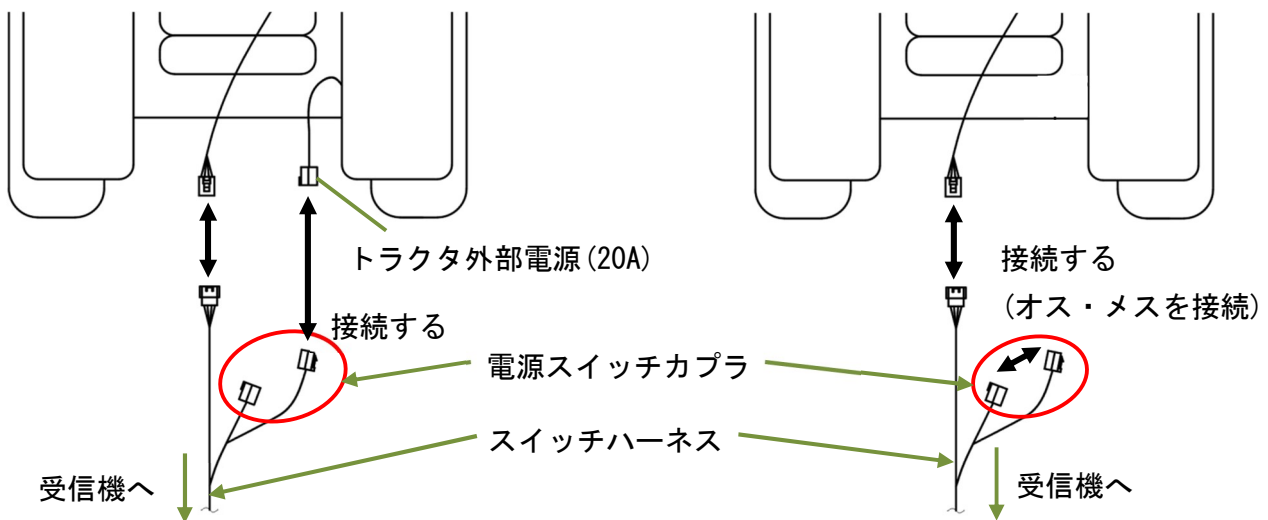 トラクタ外部電源(20A)
接続する
(オス・メスを接続)
接続する
電源スイッチカプラ
スイッチハーネス
受信機へ
受信機へ